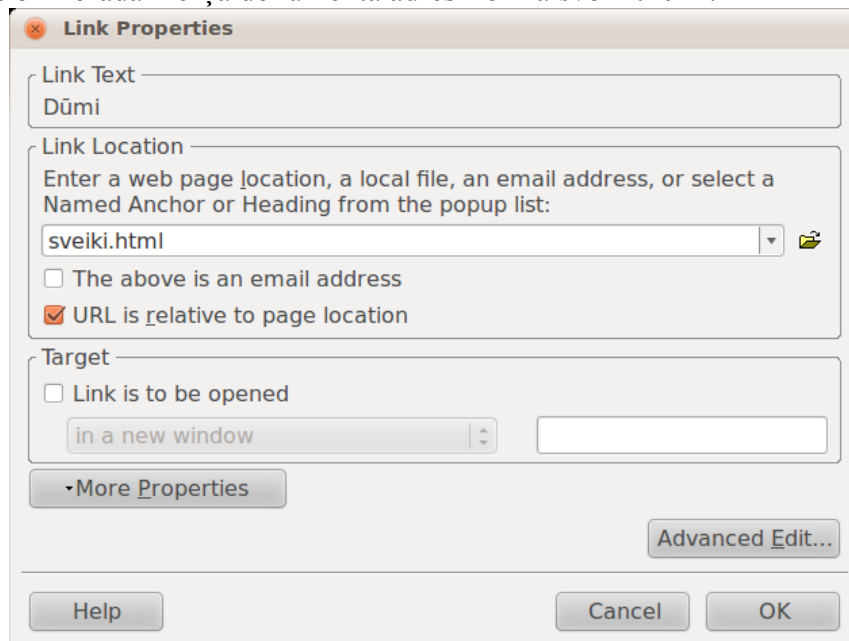 Link Properties
Link Text
Dūmi
Link Location
Enter a web page location, a local file, an email address, or select a
Named Anchor or Heading from the popup list:
sveiki.html
The above is an email address
URL is relative to page location
Target
Link is to be opened
in a new window
More Properties
Advanced Edit...
Help Cancel OK